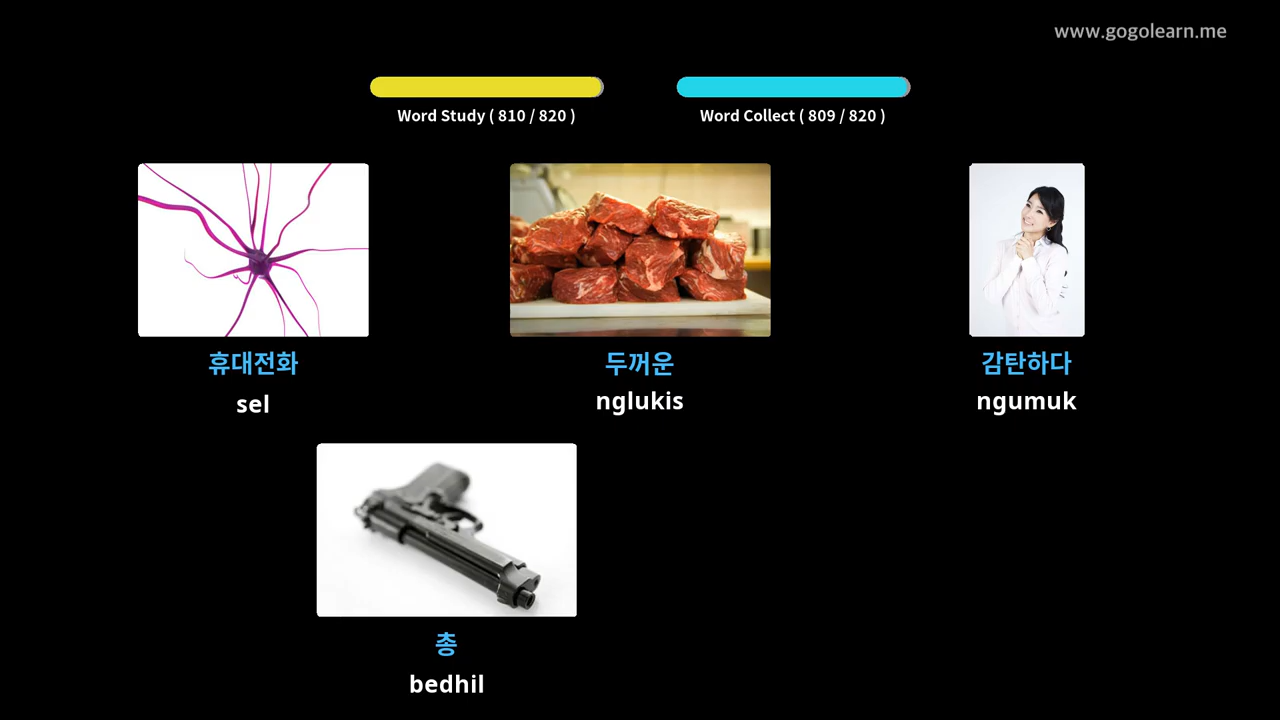 www.gogolearn.me
Word Study ( 810 / 820 )
Word Collect ( 809 / 820 )
휴대전화
sel
두꺼운
nglukis
감탄하다
ngumuk
총
bedhil